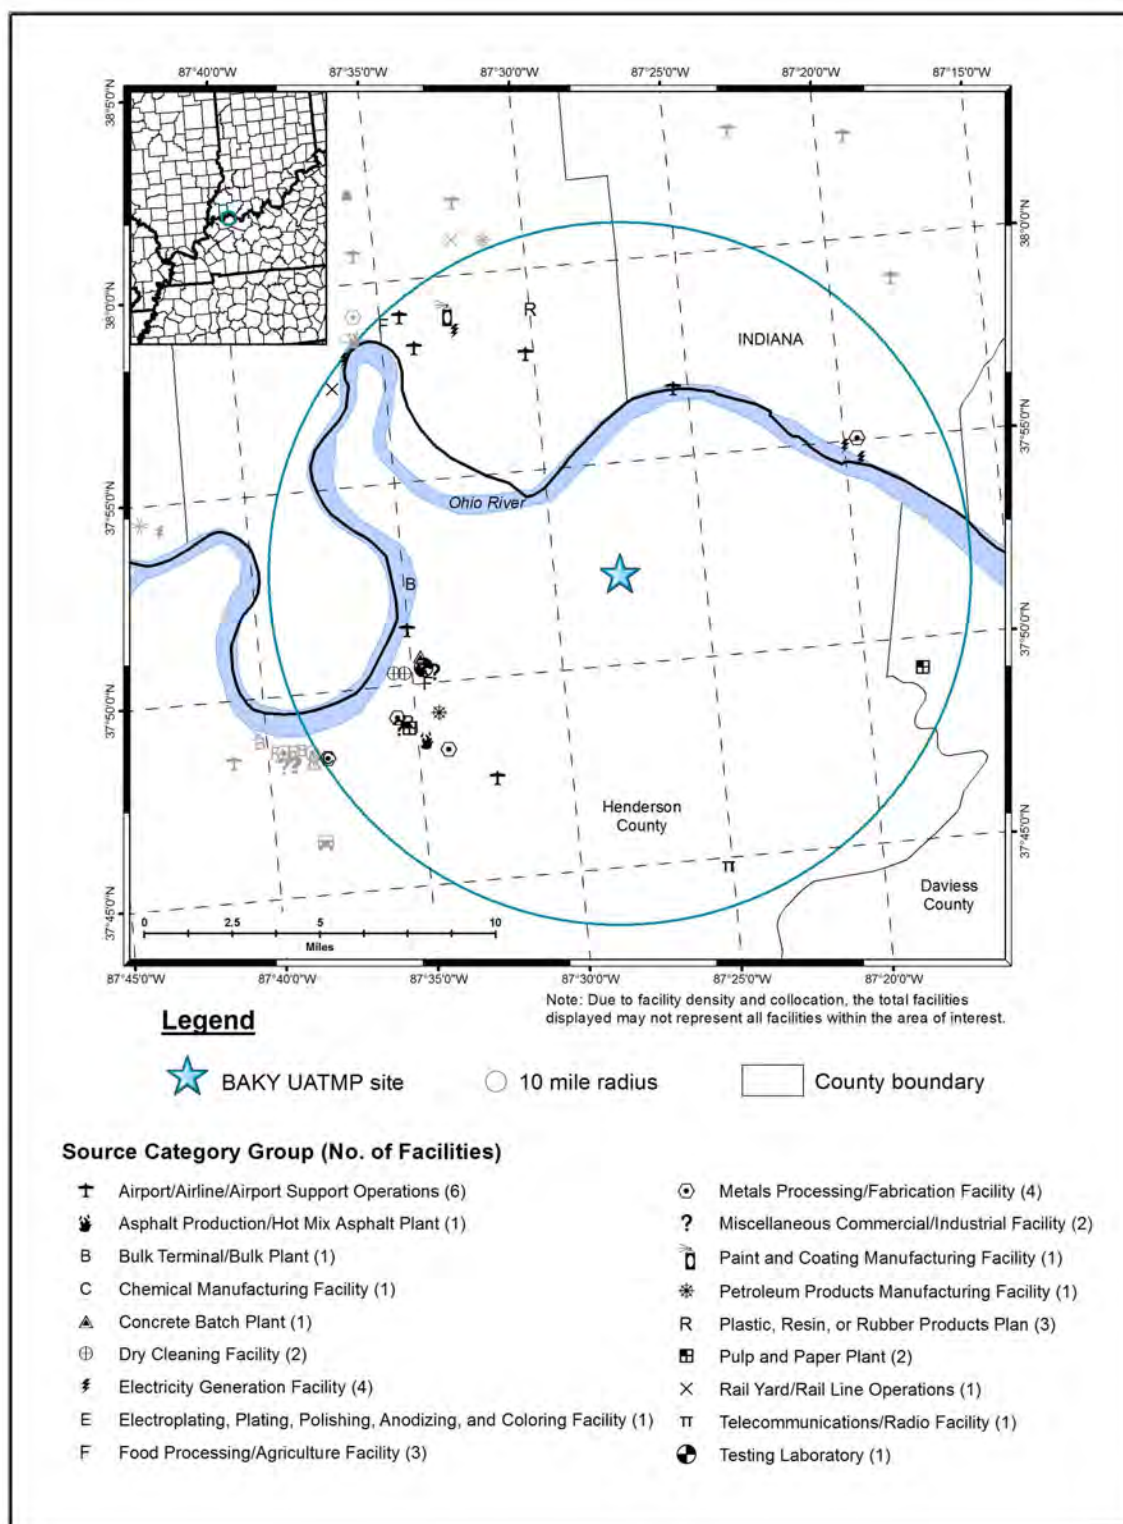 87°40'0"W 87°35'0"W 87°30'0"W 87°25'0"W 87°20'0"W 87°15'0"W
38°5'0"N
38°0'0"N
38°0'0"N
R
F
INDIANA
37°55'0"N
Ohio River
37°55'0"N
B
37°50'0"N
?
F
37°50'0"N
B
Henderson
County
37°45'0"N
Daviess
County
37°45'0"N
0 2.5 5 10
Miles
87°45'0"W 87°40'0"W 87°35'0"W 87°30'0"W 87°25'0"W 87°20'0"W
Note: Due to facility density and collocation, the total facilities
displayed may not represent all facilities within the area of interest.
Legend
BAKY UATMP site 10 mile radius County boundary
Source Category Group (No. of Facilities)
Airport/Airline/Airport Support Operations (6)
Asphalt Production/Hot Mix Asphalt Plant (1)
B Bulk Terminal/Bulk Plant (1)
C Chemical Manufacturing Facility (1)
Concrete Batch Plant (1)
Dry Cleaning Facility (2)
Electricity Generation Facility (4)
E Electroplating, Plating, Polishing, Anodizing, and Coloring Facility (1)
F Food Processing/Agriculture Facility (3)
Metals Processing/Fabrication Facility (4)
? Miscellaneous Commercial/Industrial Facility (2)
Paint and Coating Manufacturing Facility (1)
Petroleum Products Manufacturing Facility (1)
R Plastic, Resin, or Rubber Products Plan (3)
Pulp and Paper Plant (2)
Rail Yard/Rail Line Operations (1)
π Telecommunications/Radio Facility (1)
Testing Laboratory (1)